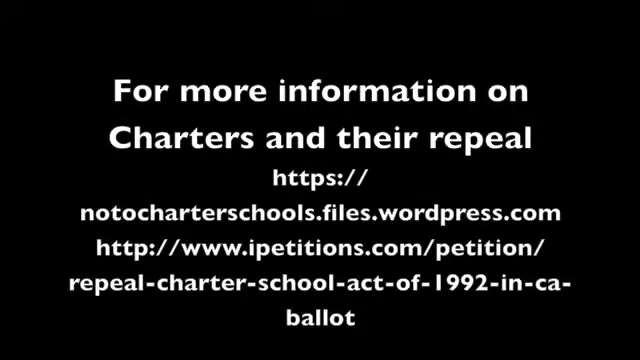 For more information on
Charters and their repeal
https://
notocharterschools.files.wordpress.com
http://www.ipetitions.com/petition/
repeal-charter-school-act-of-1992-in-ca-
ballot